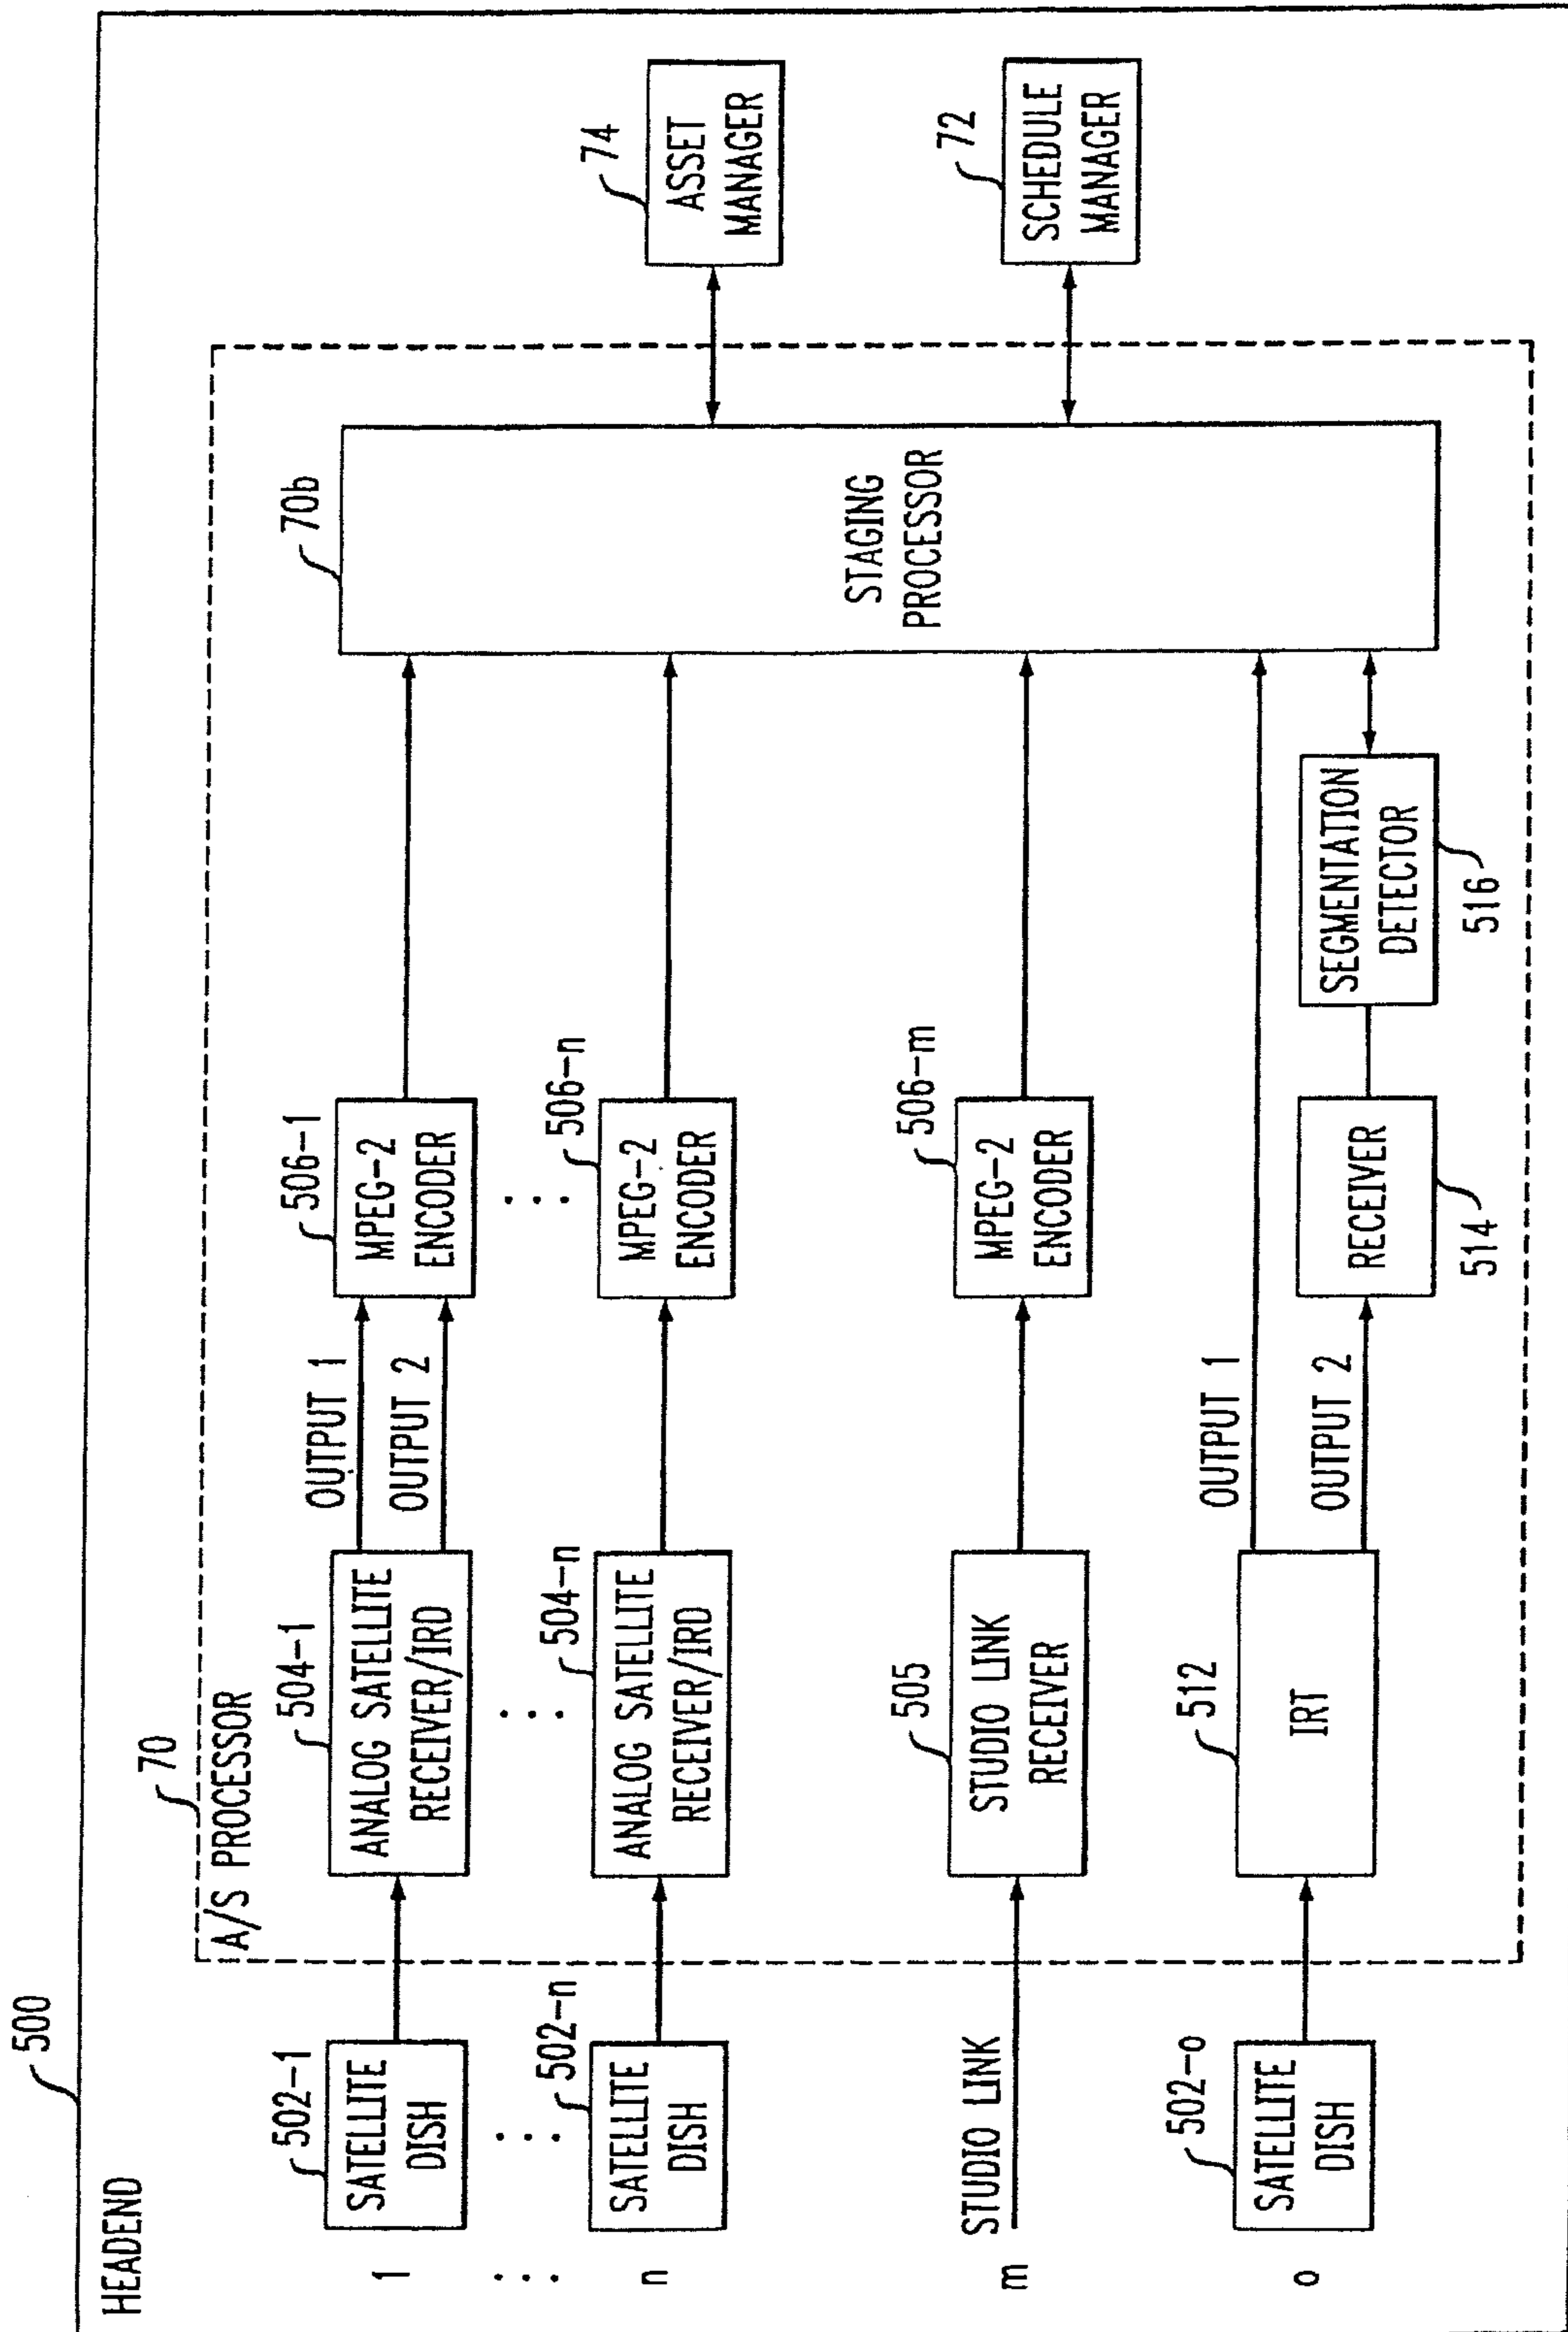 500
HEADEND
70
A/S PROCESSOR
1
502-1
SATELLITE
DISH
504-1
ANALOG SATELLITE
RECEIVER/IRD
OUTPUT 1
OUTPUT 2
506-1
MPEG-2
ENCODER
n
502-n
SATELLITE
DISH
504-n
ANALOG SATELLITE
RECEIVER/IRD
506-n
MPEG-2
ENCODER
m
STUDIO LINK
505
STUDIO LINK
RECEIVER
506-m
MPEG-2
ENCODER
o
502-o
SATELLITE
DISH
512
IRT
OUTPUT 1
OUTPUT 2
RECEIVER
514
SEGMENTATION
DETECTOR
516
70b
STAGING
PROCESSOR
74
ASSET
MANAGER
72
SCHEDULE
MANAGER